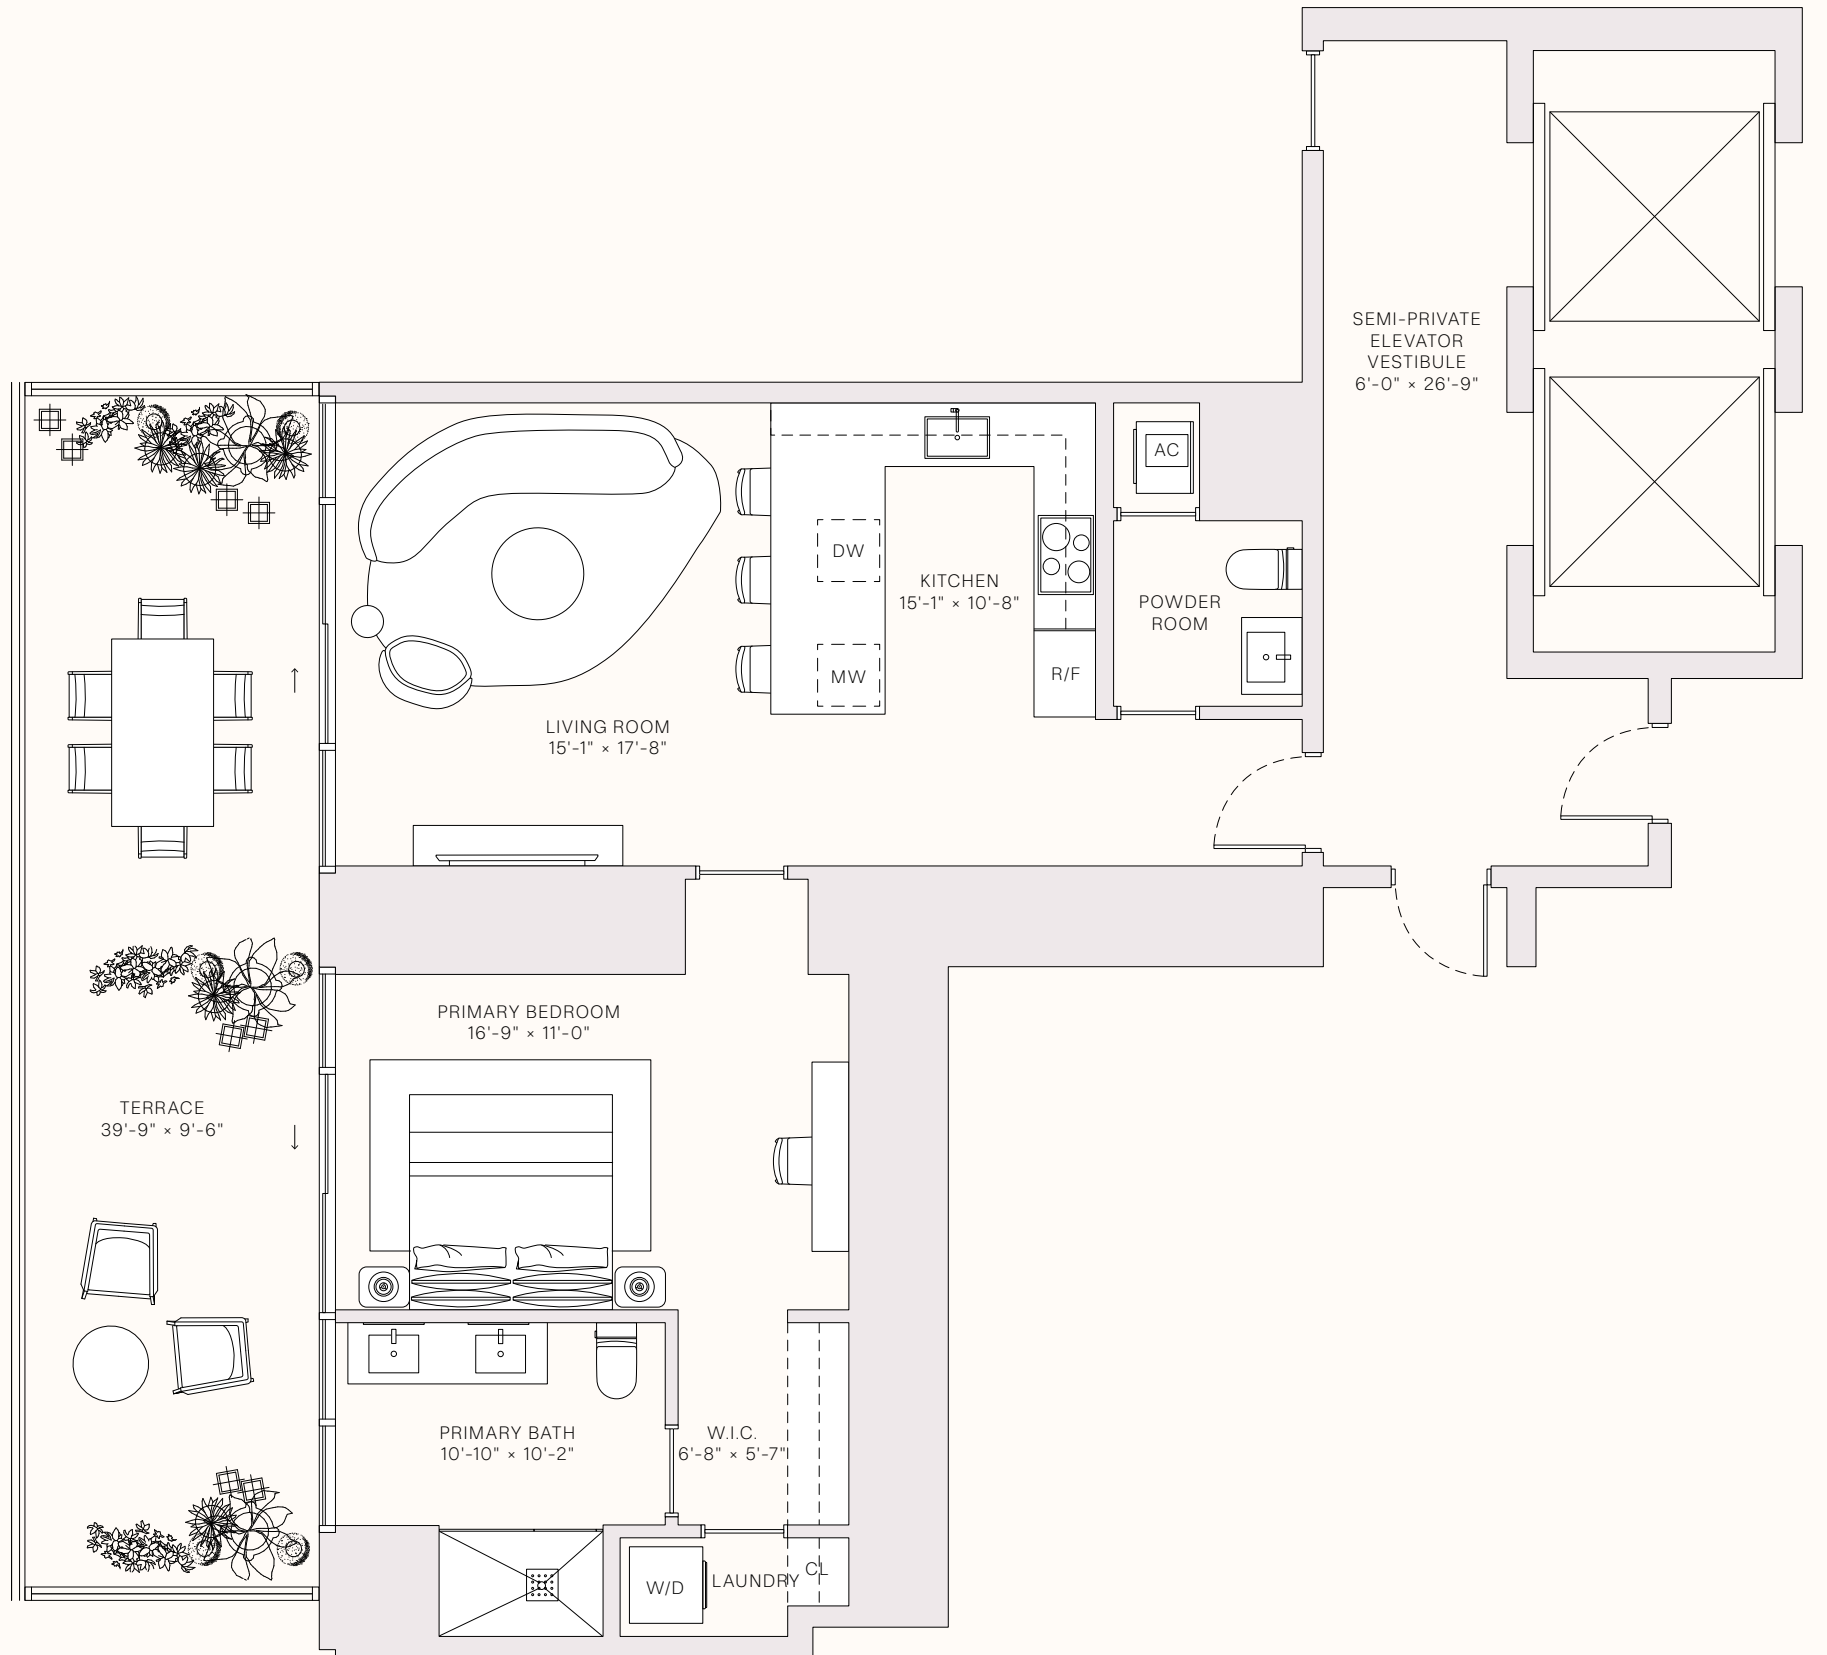 SEMI-PRIVATE
ELEVATOR
VESTIBULE
6'-0" × 26'-9"
AC
DW
KITCHEN
15'-1" × 10'-8"
POWDER
ROOM
MW
R/F
LIVING ROOM
15'-1" × 17'-8"
PRIMARY BEDROOM
16'-9" × 11'-0"
TERRACE
39'-9" × 9'-6"
PRIMARY BATH
10'-10" × 10'-2"
W.I.C.
6'-8" × 5'-7"
W/D
LAUNDRY
CL